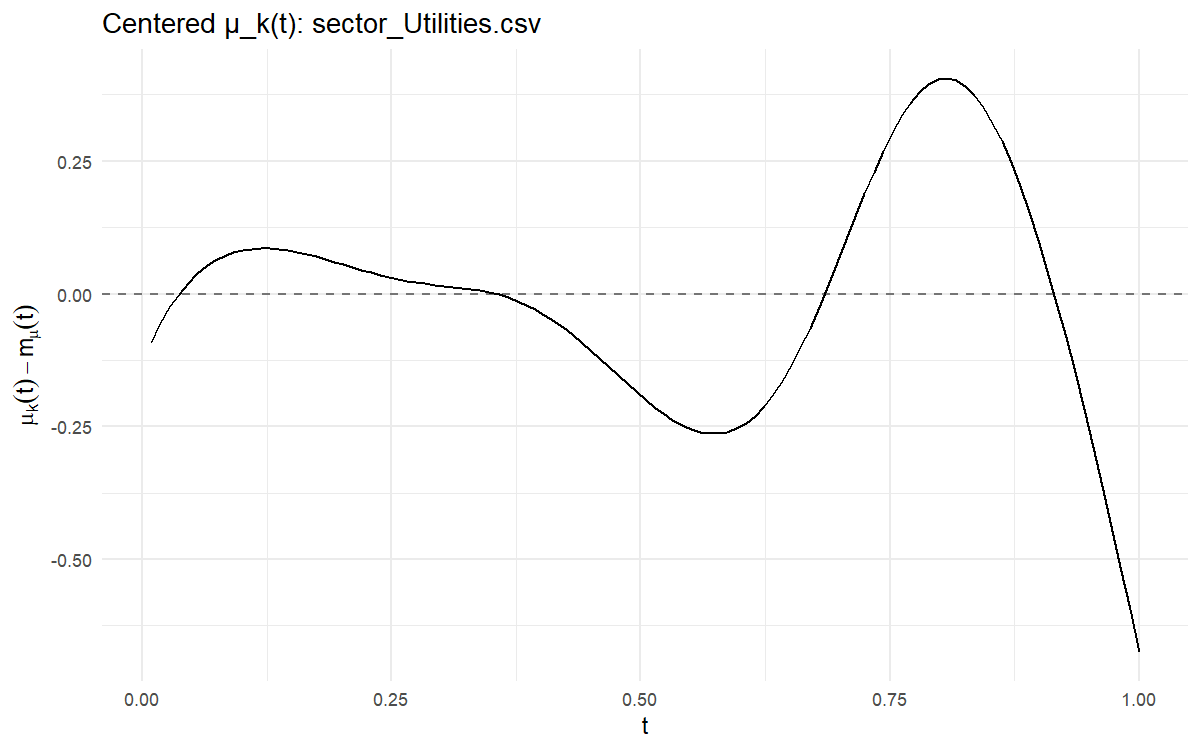 Centered µ_k(t): sector_Utilities.csv
μk(t) − mμ(t)
0.25
0.00
-0.25
-0.50
0.00 0.25 0.50 0.75 1.00
t